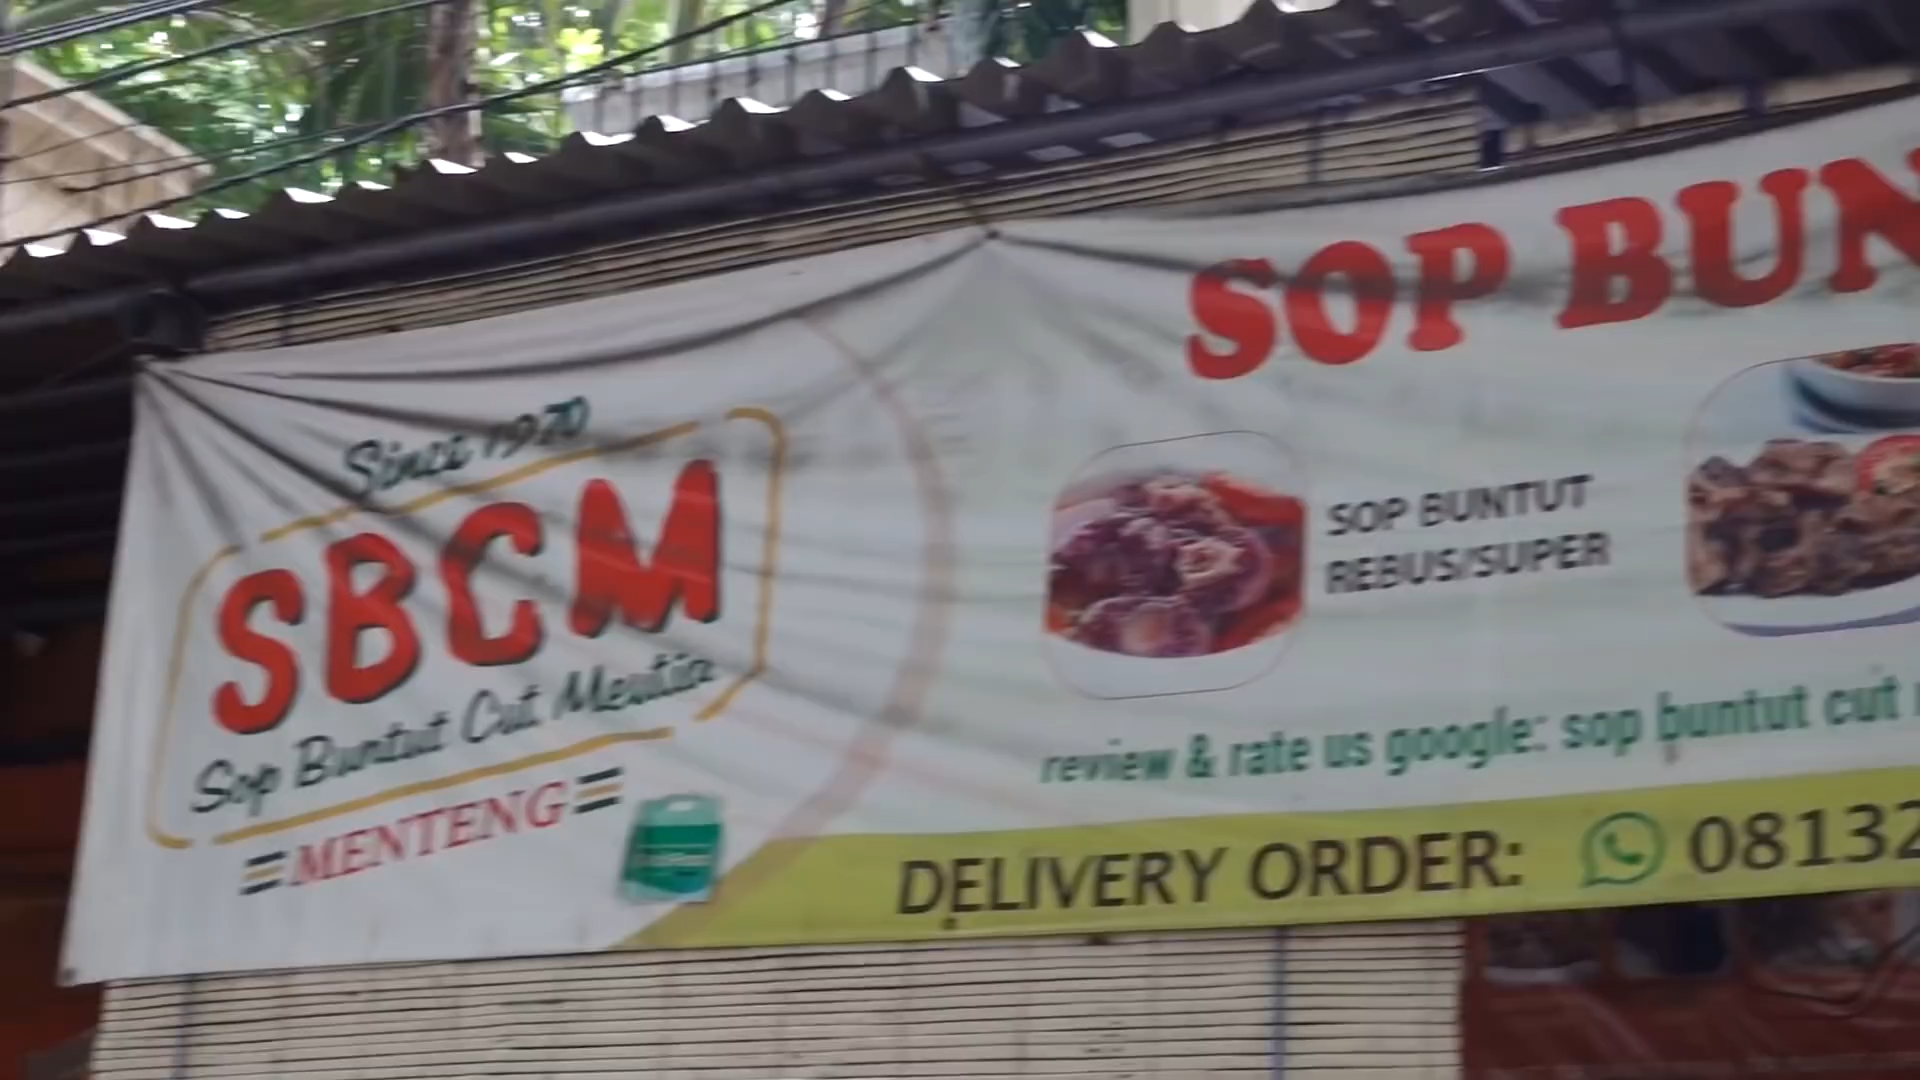 Since 1970
SBCM
Sop Buntut Cut Meutia
MENTENG
SOP BUN
SOP BUNTUT
REBUS/SUPER
review & rate us google: sop buntut cut
DELIVERY ORDER: 08132